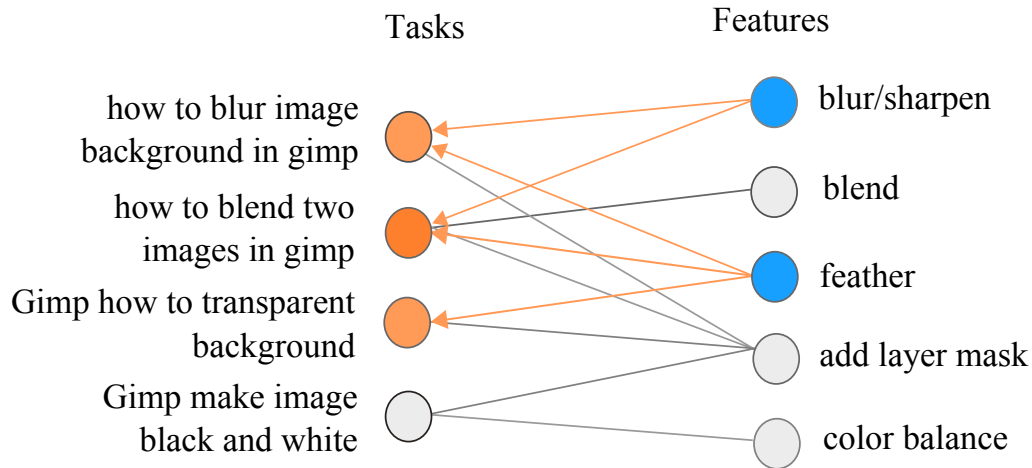 Tasks
Features
how to blur image
background in gimp
how to blend two
images in gimp
Gimp how to transparent
background
Gimp make image
black and white
blur/sharpen
blend
feather
add layer mask
color balance